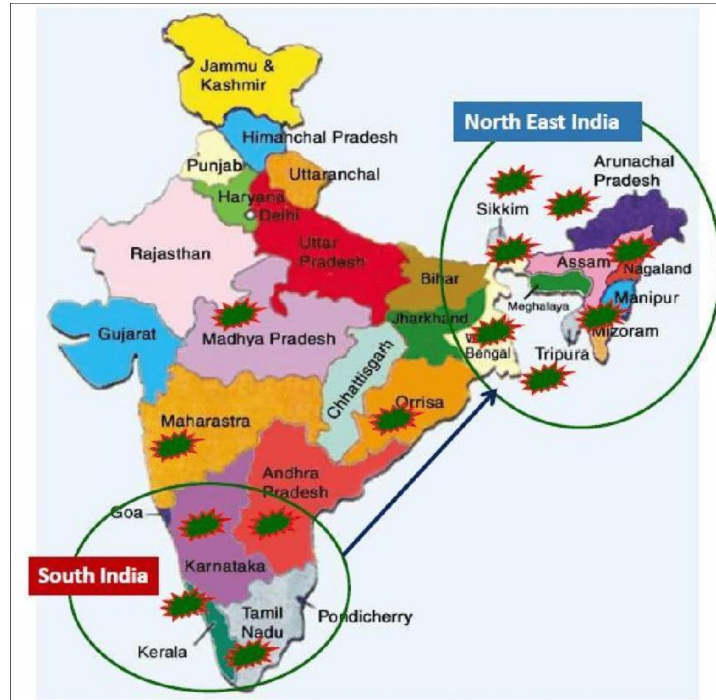 Jammu &
Kashmir
North East India
Himanchal Pradesh
Punjab
Uttaranchal
Arunachal
Pradesh
Haryana
Delhi
Sikkim
Rajasthan
Uttar
Pradesh
Assam
Bihar
Nagaland
Meghalaya
Manipur
Jharkhand
Gujarat
Madhya Pradesh
Mizoram
Bengal
Tripura
Chhattisgarh
Maharastra
Orrisa
Andhra
Pradesh
Goa
South India
Karnataka
Tamil
Nadu
Pondicherry
Kerala